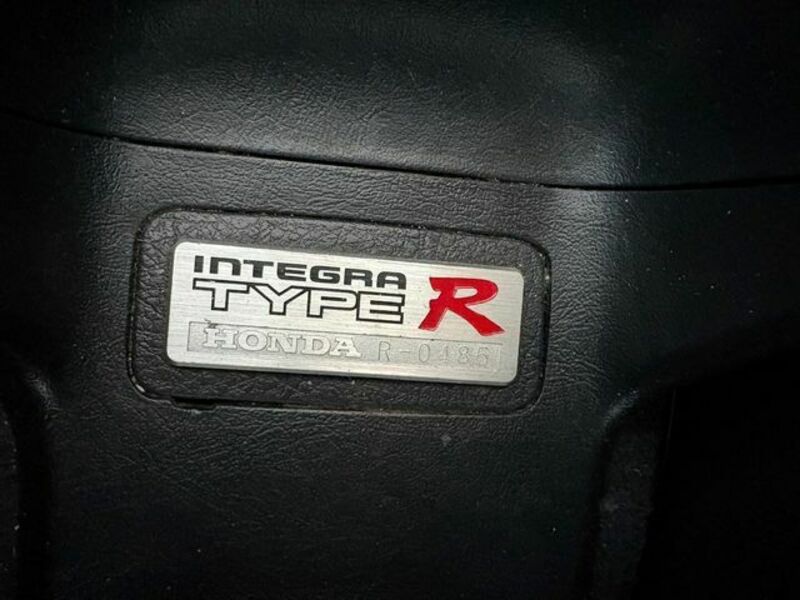 INTEGRA
TYPE R
HONDA R-0485